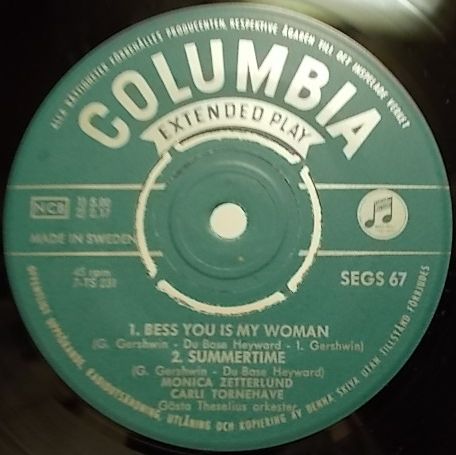 ALLA RÄTTIGHETER FÖRBEHÅLLES PRODUCENTEN, RESPEKTIVE ÄGAREN TILL DET INSPELADE VERKET
COLUMBIA
EXTENDED PLAY
NCB
MADE IN SWEDEN
45 rpm
7-TS 231
SEGS 67
1. BESS YOU IS MY WOMAN
(G. Gershwin - Du Bose Heyward - I. Gershwin)
2. SUMMERTIME
(G. Gershwin - Du Bose Heyward)
MONICA ZETTERLUND
CARLI TORNEHAVE
Gösta Theselius orkester
OFFENTLIGT UPPFÖRANDE, RADIOUTSÄNDNING, UTLÅNING OCH KOPIERING AV DENNA SKIVA UTAN TILLSTÅND FÖRBJUDES